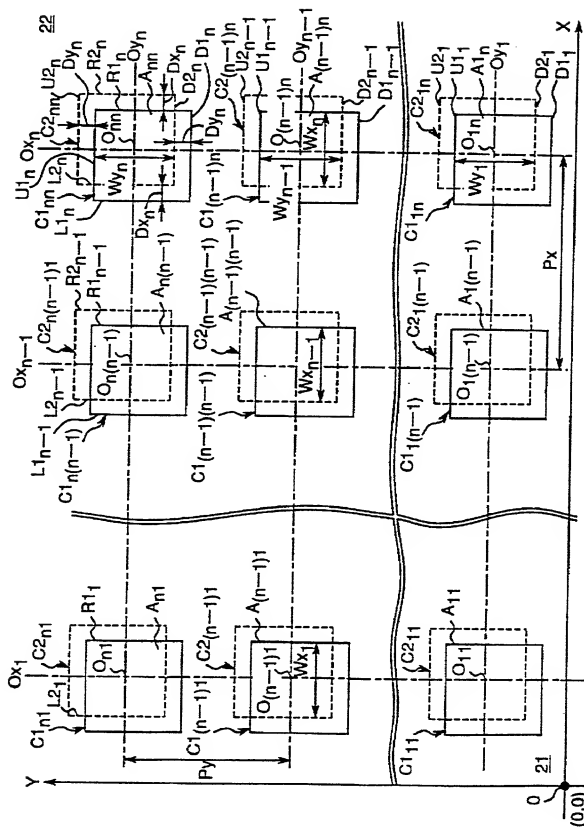 22
Y
X
O
(0,0)
21
Ox1
Oxn−1
Oxn
Oyn
Oyn−1
Oy1
C2n1
L21
C1n1
On1
R11
An1
C2n(n−1)
R2n−1
R1n−1
L2n−1
L1n−1
C1n(n−1)
On(n−1)
An(n−1)
U1n
Dyn
C2nn
U2n
R2n
R1n
Ann
L2n
C1nn
L1n
Onn
Wyn
Dxn
Dxn
D2n
D1n
Dyn
Py
C2(n−1)1
C1(n−1)1
O(n−1)1
A(n−1)1
Wx1
C2(n−1)(n−1)
A(n−1)(n−1)
C1(n−1)(n−1)
Wxn−1
C2(n−1)n
U2n−1
U1n−1
A(n−1)n
C1(n−1)n
O(n−1)n
Wxn
Wyn−1
D2n−1
D1n−1
C211
C111
O11
A11
C21(n−1)
C11(n−1)
O1(n−1)
A1(n−1)
C21n
U21
U11
A1n
C11n
O1n
Wy1
D21
D11
Px